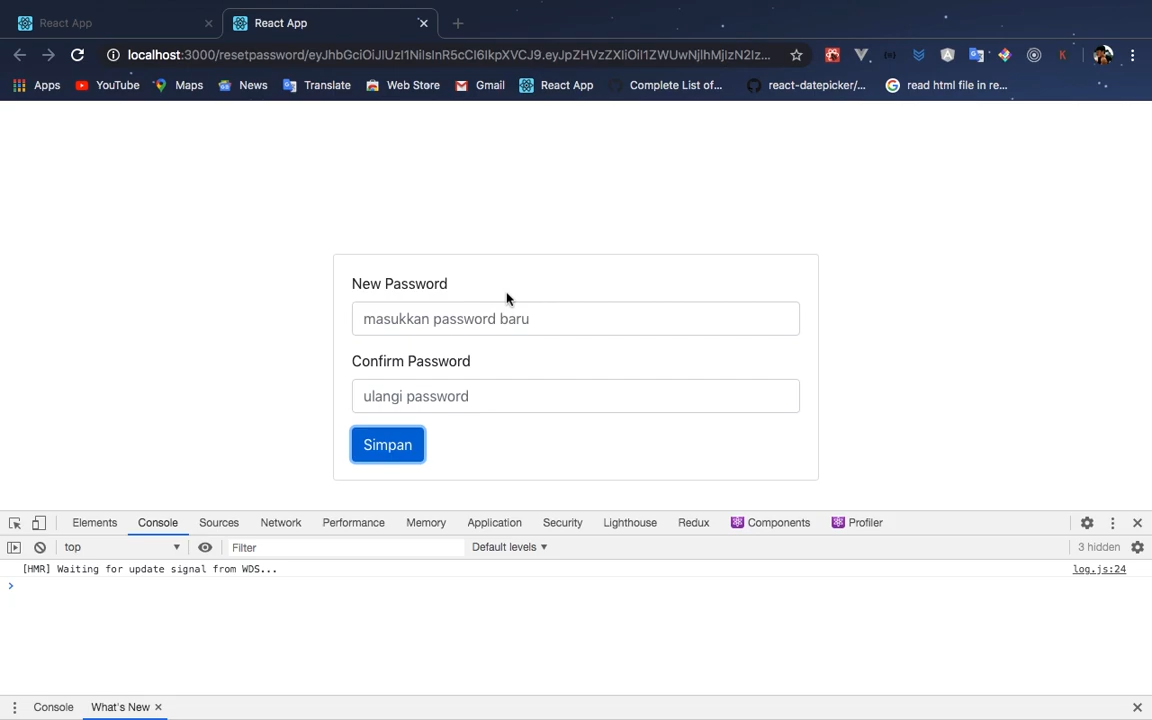 React App
React App
localhost:3000/resetpassword/eyJhbGciOiJIUzI1NiIsInR5cCI6IkpXVCJ9.eyJpZHVzZXIiOiI1ZWUwNjlhMjIzN2Iz...
Apps YouTube Maps News Translate Web Store Gmail React App Complete List of... react-datepicker/... read html file in re...
New Password
masukkan password baru
Confirm Password
ulangi password
Simpan
Elements Console Sources Network Performance Memory Application Security Lighthouse Redux Components Profiler
top Filter Default levels 3 hidden
[HMR] Waiting for update signal from WDS... log.js:24
Console What's New